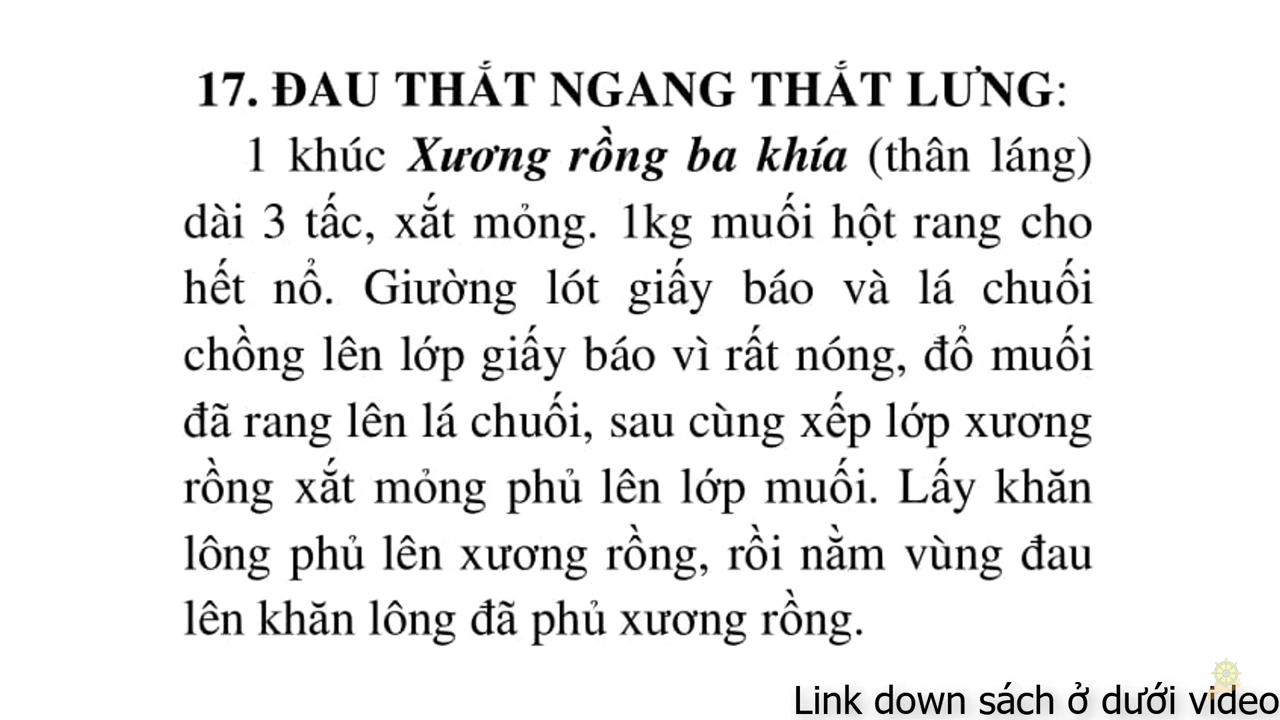 17. ĐAU THẮT NGANG THẮT LƯNG:
1 khúc Xương rồng ba khía (thân láng)
dài 3 tấc, xắt mỏng. 1kg muối hột rang cho
hết nổ. Giường lót giấy báo và lá chuối
chồng lên lớp giấy báo vì rất nóng, đổ muối
đã rang lên lá chuối, sau cùng xếp lớp xương
rồng xắt mỏng phủ lên lớp muối. Lấy khăn
lông phủ lên xương rồng, rồi nằm vùng đau
lên khăn lông đã phủ xương rồng.
Link down sách ở dưới video